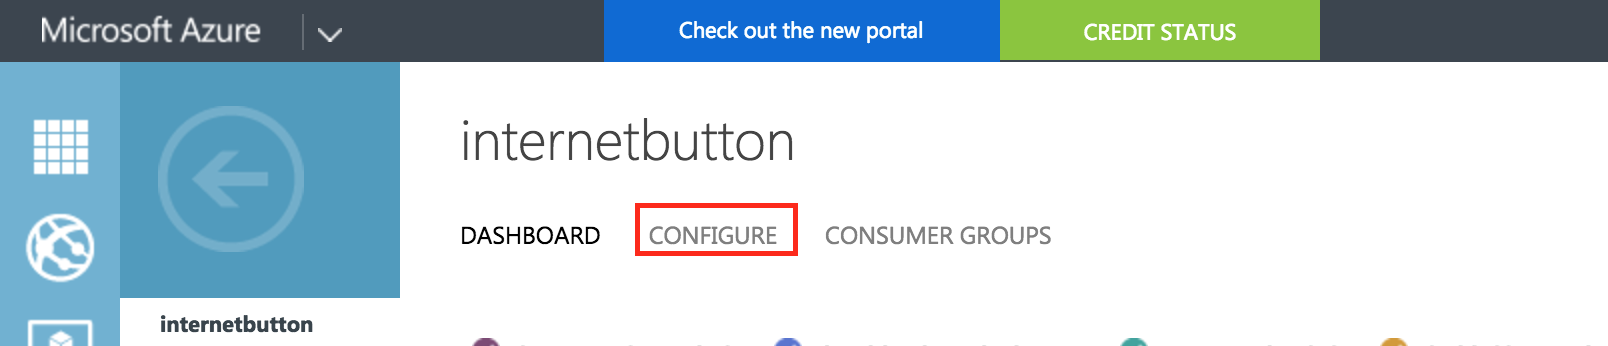 Microsoft Azure
Check out the new portal
CREDIT STATUS
internetbutton
DASHBOARD CONFIGURE CONSUMER GROUPS
internetbutton